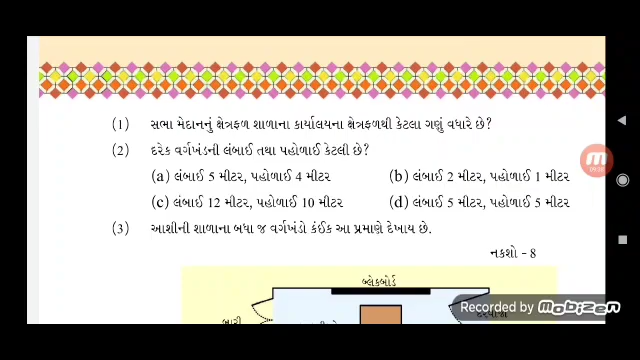 (1) સભા મેદાનનું ક્ષેત્રફળ શાળાના કાર્યાલયના ક્ષેત્રફળથી કેટલા ગણું વધારે છે?
(2) દરેક વર્ગખંડની લંબાઈ તથા પહોળાઈ કેટલી છે?
(a) લંબાઈ 5 મીટર, પહોળાઈ 4 મીટર (b) લંબાઈ 2 મીટર, પહોળાઈ 1 મીટર
(c) લંબાઈ 12 મીટર, પહોળાઈ 10 મીટર (d) લંબાઈ 5 મીટર, પહોળાઈ 5 મીટર
(3) આશીની શાળાના બધા જ વર્ગખંડો કંઈક આ પ્રમાણે દેખાય છે.
નકશો - 8
બ્લેકબોર્ડ
Recorded by mobizen
બારી